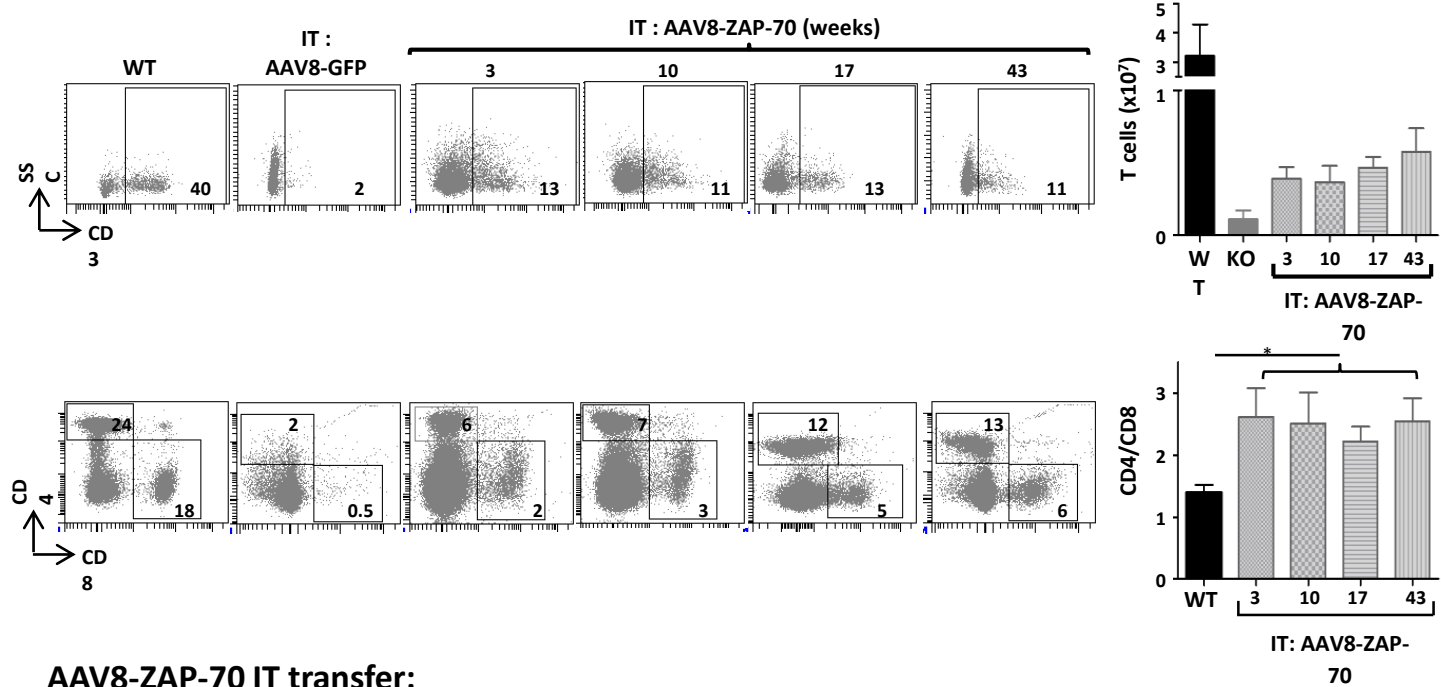 IT : AAV8-ZAP-70 (weeks)
IT :
WT
AAV8-GFP
3
10
17
43
SS
C
40
2
13
11
13
11
CD
3
T cells (x10⁷)
5
4
3
1
0
W
T
KO
3
10
17
43
IT: AAV8-ZAP-
70
CD
4
24
18
2
0.5
6
2
7
3
12
5
13
6
CD
8
CD4/CD8
*
3
2
1
0
WT
3
10
17
43
IT: AAV8-ZAP-
70
AAV8-ZAP-70 IT transfer: